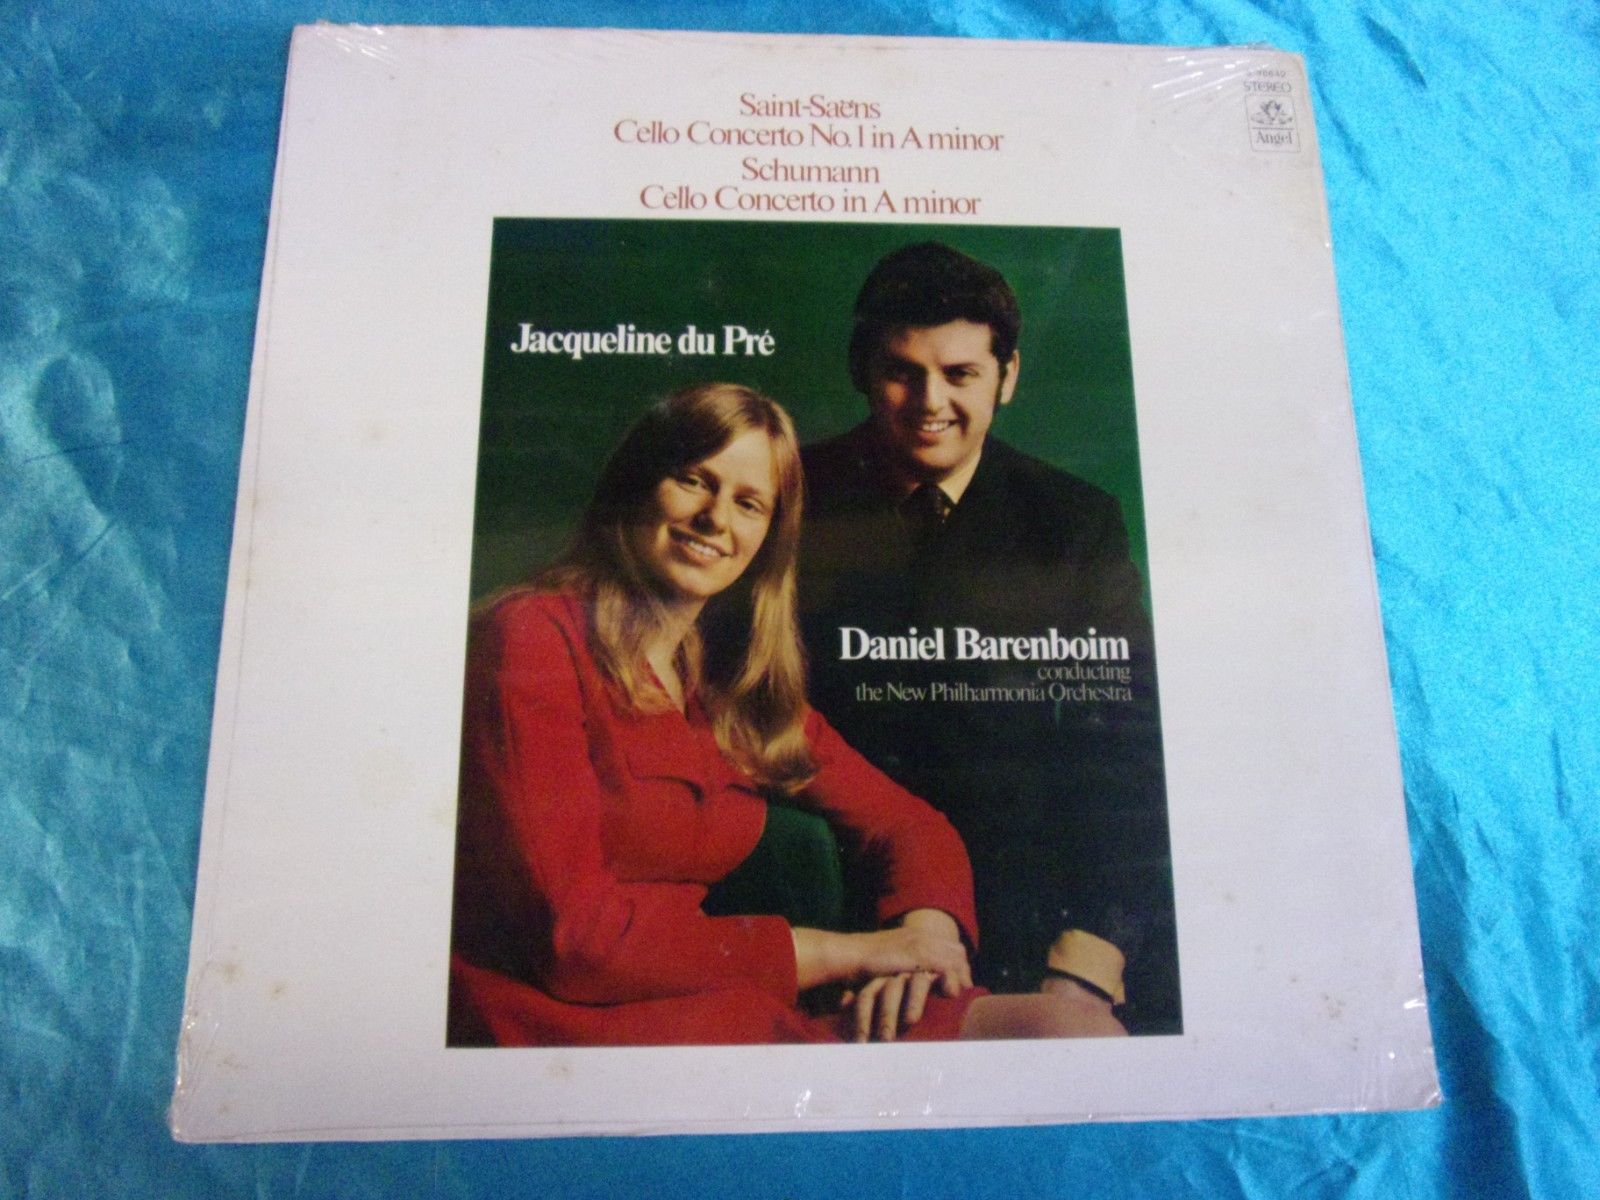 Saint-Saëns
Cello Concerto No. 1 in A minor
Schumann
Cello Concerto in A minor
STEREO
Angel
Jacqueline du Pré
Daniel Barenboim
conducting
the New Philharmonia Orchestra